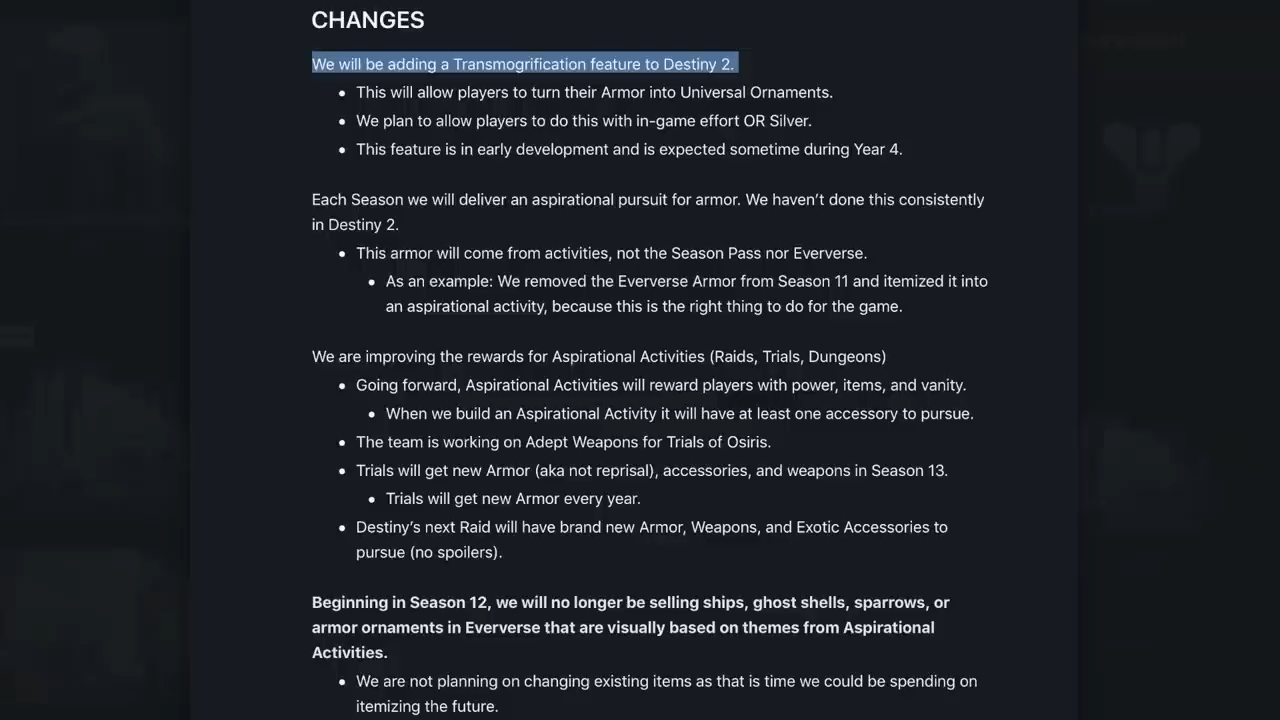 CHANGES
We will be adding a Transmogrification feature to Destiny 2.
• This will allow players to turn their Armor into Universal Ornaments.
• We plan to allow players to do this with in-game effort OR Silver.
• This feature is in early development and is expected sometime during Year 4.
Each Season we will deliver an aspirational pursuit for armor. We haven’t done this consistently
in Destiny 2.
• This armor will come from activities, not the Season Pass nor Eververse.
• As an example: We removed the Eververse Armor from Season 11 and itemized it into
an aspirational activity, because this is the right thing to do for the game.
We are improving the rewards for Aspirational Activities (Raids, Trials, Dungeons)
• Going forward, Aspirational Activities will reward players with power, items, and vanity.
• When we build an Aspirational Activity it will have at least one accessory to pursue.
• The team is working on Adept Weapons for Trials of Osiris.
• Trials will get new Armor (aka not reprisal), accessories, and weapons in Season 13.
• Trials will get new Armor every year.
• Destiny’s next Raid will have brand new Armor, Weapons, and Exotic Accessories to
pursue (no spoilers).
Beginning in Season 12, we will no longer be selling ships, ghost shells, sparrows, or
armor ornaments in Eververse that are visually based on themes from Aspirational
Activities.
• We are not planning on changing existing items as that is time we could be spending on
itemizing the future.